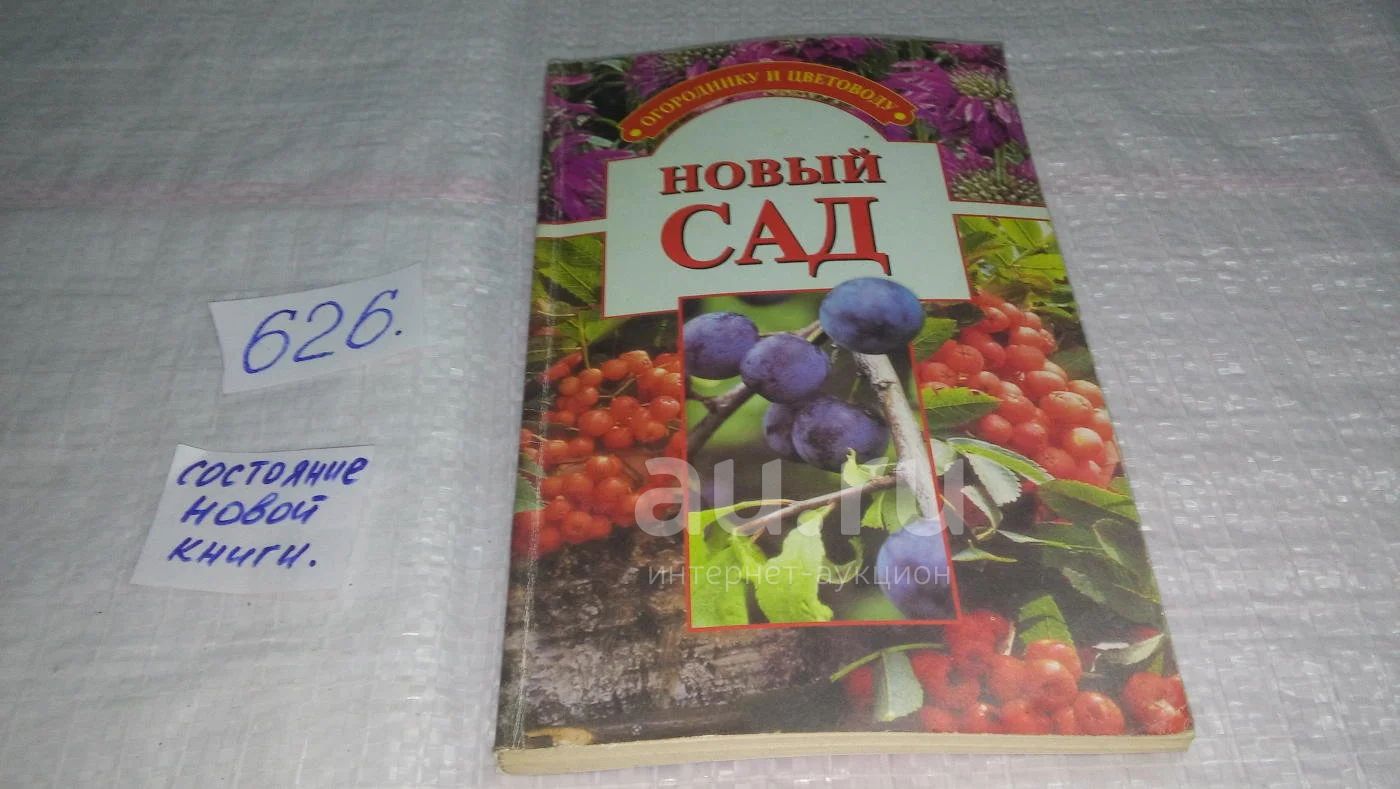 ОГОРОДНИКУ И ЦВЕТОВОДУ
НОВЫЙ
САД
626.
состояние
новой
книги.
au.ru
интернет-аукцион